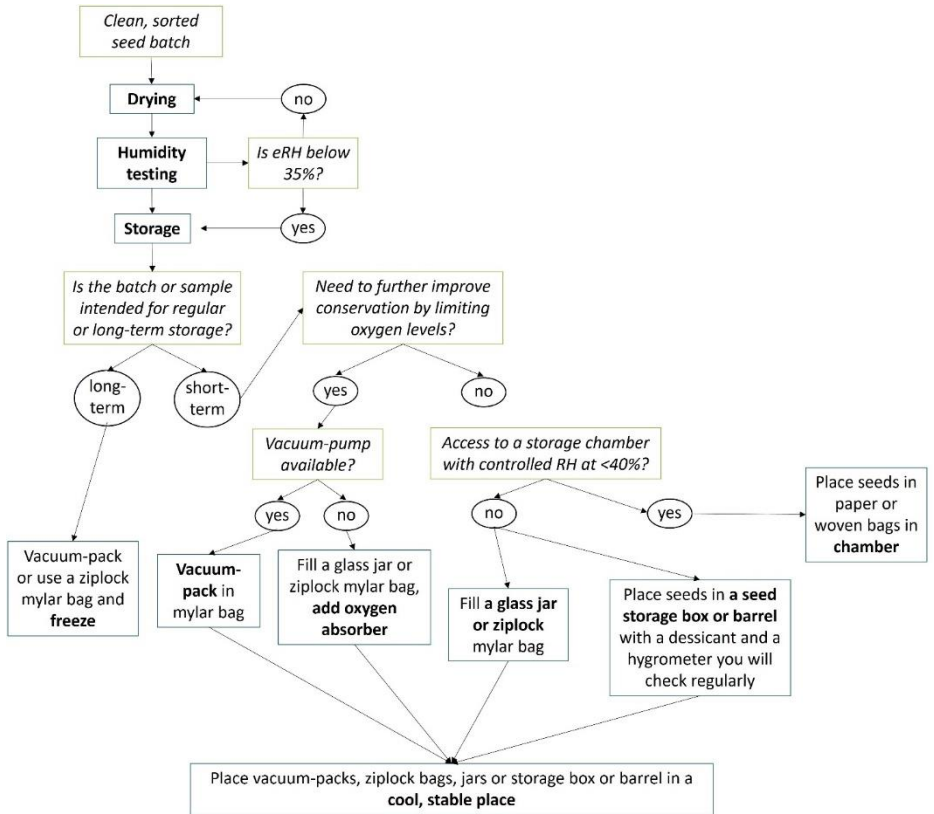 Clean, sorted
seed batch
Drying
no
Humidity
testing
Is eRH below
35%?
Storage
yes
Is the batch or sample
intended for regular
or long-term storage?
Need to further improve
conservation by limiting
oxygen levels?
long-
term
short-
term
yes
no
Vacuum-pump
available?
Access to a storage chamber
with controlled RH at <40%?
yes
no
no
yes
Place seeds in
paper or
woven bags in
chamber
Vacuum-pack
or use a ziplock
mylar bag and
freeze
Vacuum-
pack in
mylar bag
Fill a glass jar or
ziplock mylar bag,
add oxygen
absorber
Fill a glass jar
or ziplock
mylar bag
Place seeds in a seed
storage box or barrel
with a dessicant and a
hygrometer you will
check regularly
Place vacuum-packs, ziplock bags, jars or storage box or barrel in a
cool, stable place